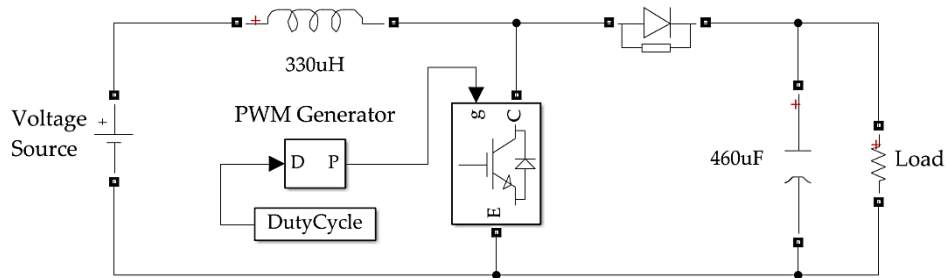 330uH
PWM Generator
Voltage
Source
+
g
C
D P
E
DutyCycle
460uF
Load